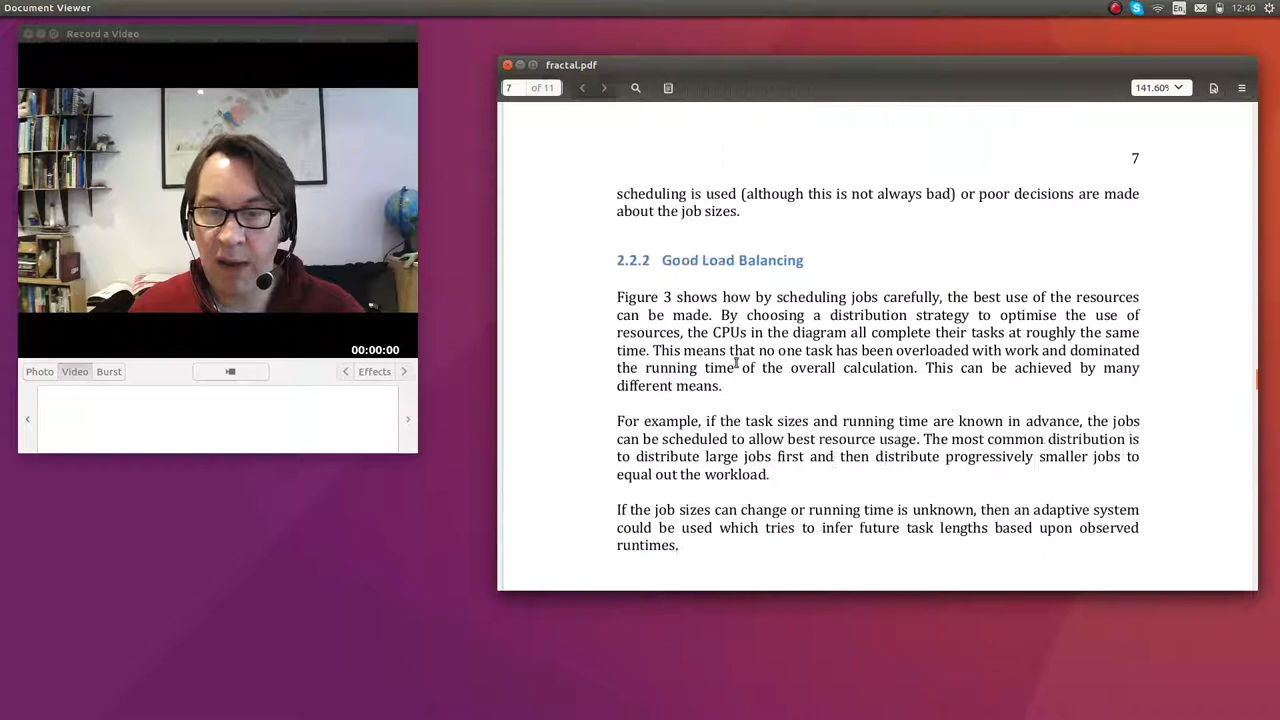 Document Viewer
En
12:40
Record a Video
00:00:00
Photo
Video
Burst
Effects
fractal.pdf
7
of 11
141.60%
7
scheduling is used (although this is not always bad) or poor decisions are made
about the job sizes.
2.2.2 Good Load Balancing
Figure 3 shows how by scheduling jobs carefully, the best use of the resources
can be made. By choosing a distribution strategy to optimise the use of
resources, the CPUs in the diagram all complete their tasks at roughly the same
time. This means that no one task has been overloaded with work and dominated
the running time of the overall calculation. This can be achieved by many
different means.
For example, if the task sizes and running time are known in advance, the jobs
can be scheduled to allow best resource usage. The most common distribution is
to distribute large jobs first and then distribute progressively smaller jobs to
equal out the workload.
If the job sizes can change or running time is unknown, then an adaptive system
could be used which tries to infer future task lengths based upon observed
runtimes.